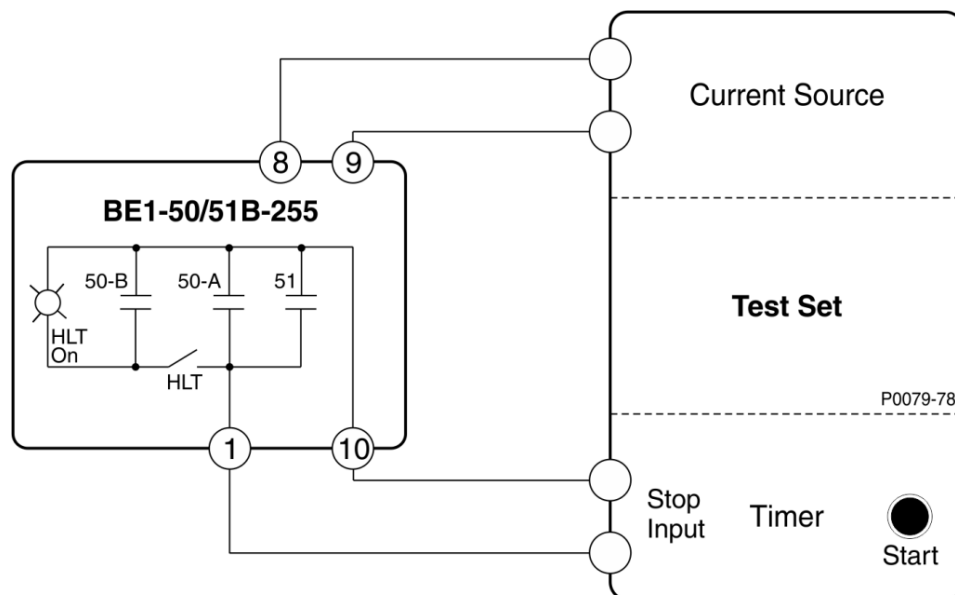 Current Source
8
9
BE1-50/51B-255
50-B
50-A
51
HLT
On
HLT
Test Set
P0079-78
1
10
Stop
Input
Timer
Start